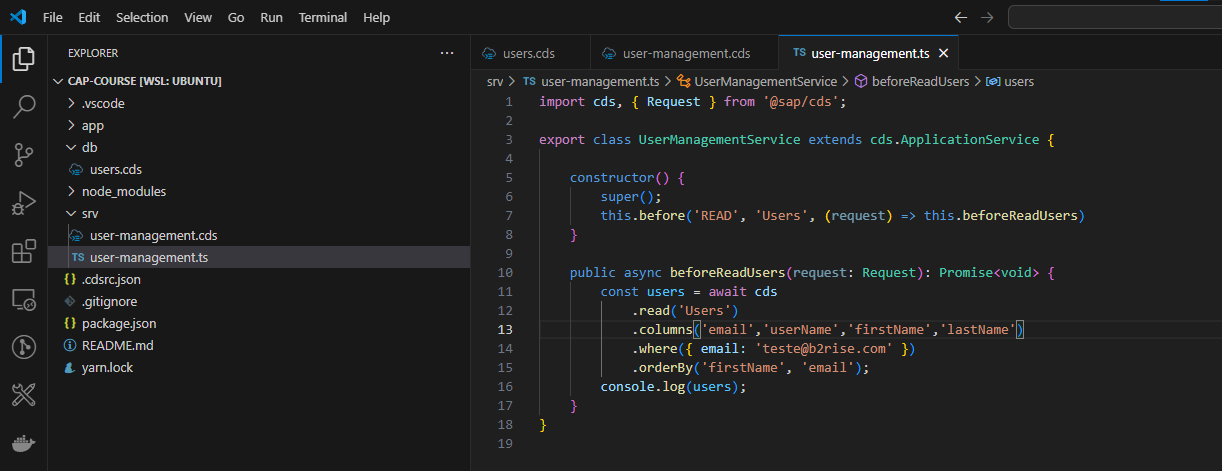 File Edit Selection View Go Run Terminal Help
EXPLORER
CAP-COURSE [WSL: UBUNTU]
.vscode
app
db
users.cds
node_modules
srv
user-management.cds
TS user-management.ts
.cdsrc.json
.gitignore
package.json
README.md
yarn.lock
users.cds user-management.cds TS user-management.ts
srv > TS user-management.ts > UserManagementService > beforeReadUsers > users
1 import cds, { Request } from '@sap/cds';
2
3 export class UserManagementService extends cds.ApplicationService {
4
5 constructor() {
6 super();
7 this.before('READ', 'Users', (request) => this.beforeReadUsers)
8 }
9
10 public async beforeReadUsers(request: Request): Promise<void> {
11 const users = await cds
12 .read('Users')
13 .columns('email','userName','firstName','lastName')
14 .where({ email: 'teste@b2rise.com' })
15 .orderBy('firstName', 'email');
16 console.log(users);
17 }
18 }
19